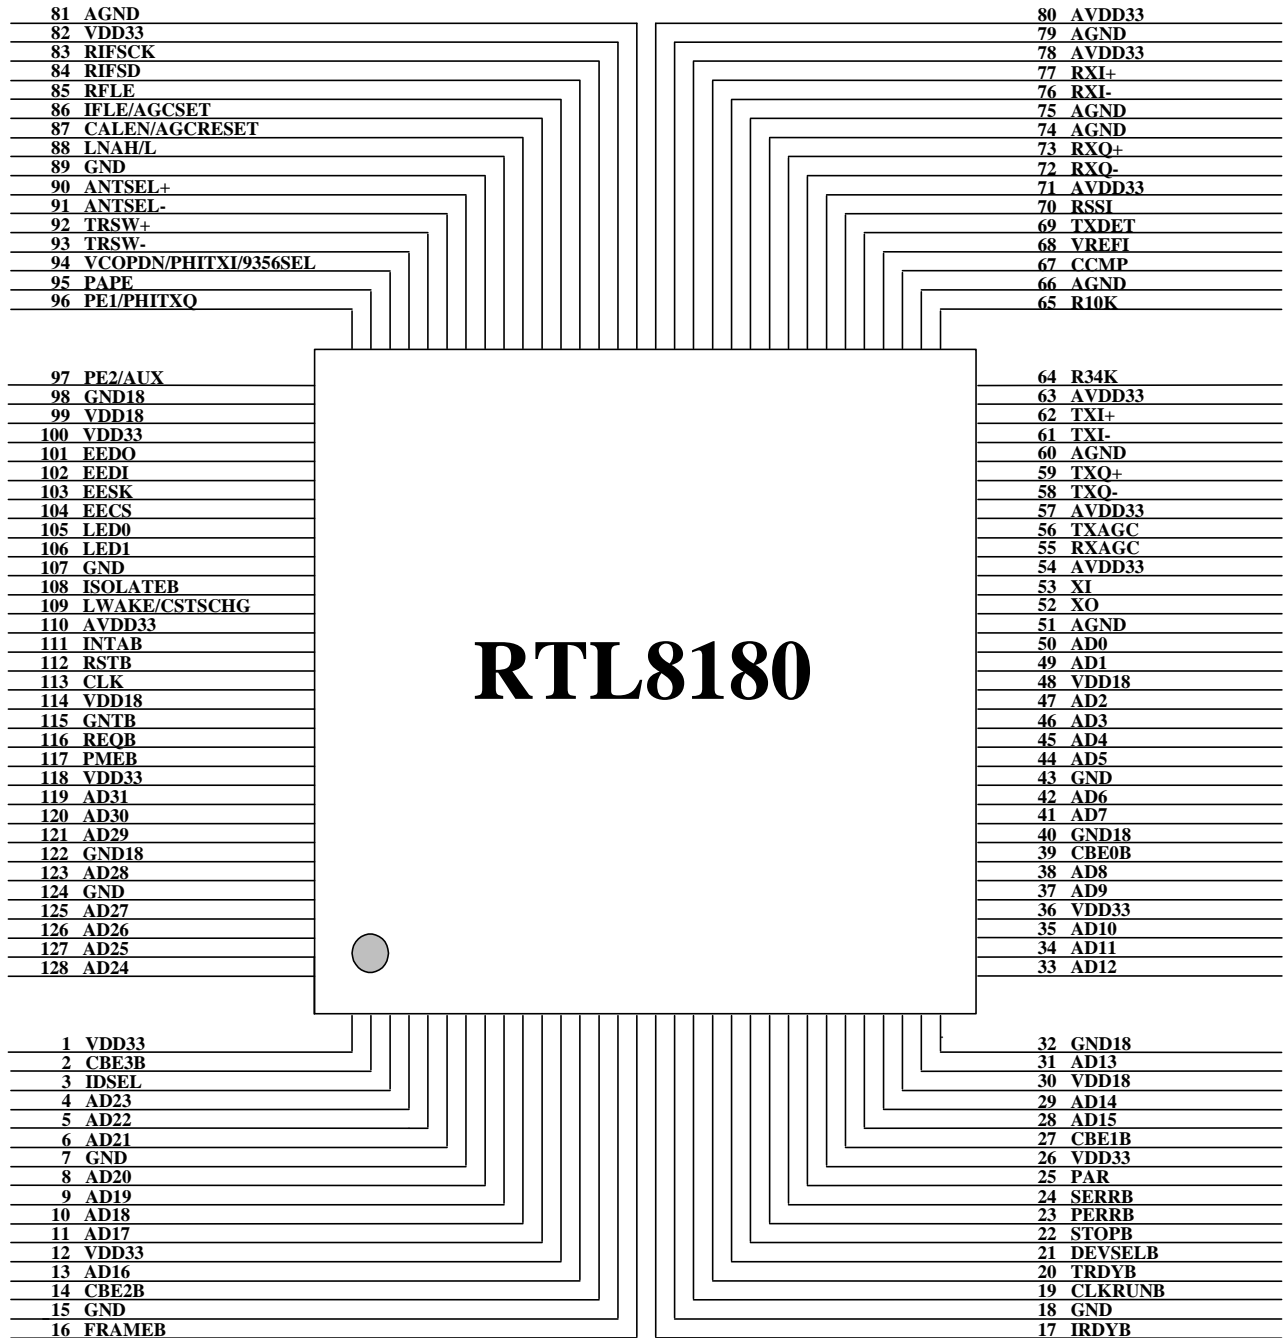 81 AGND
82 VDD33
83 RIFSCK
84 RIFSD
85 RFLE
86 IFLE/AGCSET
87 CALEN/AGCRESET
88 LNAH/L
89 GND
90 ANTSEL+
91 ANTSEL-
92 TRSW+
93 TRSW-
94 VCOPDN/PHITXI/9356SEL
95 PAPE
96 PE1/PHITXQ
80 AVDD33
79 AGND
78 AVDD33
77 RXI+
76 RXI-
75 AGND
74 AGND
73 RXQ+
72 RXQ-
71 AVDD33
70 RSSI
69 TXDET
68 VREFI
67 CCMP
66 AGND
65 R10K
97 PE2/AUX
98 GND18
99 VDD18
100 VDD33
101 EEDO
102 EEDI
103 EESK
104 EECS
105 LED0
106 LED1
107 GND
108 ISOLATEB
109 LWAKE/CSTSCHG
110 AVDD33
111 INTAB
112 RSTB
113 CLK
114 VDD18
115 GNTB
116 REQB
117 PMEB
118 VDD33
119 AD31
120 AD30
121 AD29
122 GND18
123 AD28
124 GND
125 AD27
126 AD26
127 AD25
128 AD24
RTL8180
64 R34K
63 AVDD33
62 TXI+
61 TXI-
60 AGND
59 TXQ+
58 TXQ-
57 AVDD33
56 TXAGC
55 RXAGC
54 AVDD33
53 XI
52 XO
51 AGND
50 AD0
49 AD1
48 VDD18
47 AD2
46 AD3
45 AD4
44 AD5
43 GND
42 AD6
41 AD7
40 GND18
39 CBE0B
38 AD8
37 AD9
36 VDD33
35 AD10
34 AD11
33 AD12
1 VDD33
2 CBE3B
3 IDSEL
4 AD23
5 AD22
6 AD21
7 GND
8 AD20
9 AD19
10 AD18
11 AD17
12 VDD33
13 AD16
14 CBE2B
15 GND
16 FRAMEB
32 GND18
31 AD13
30 VDD18
29 AD14
28 AD15
27 CBE1B
26 VDD33
25 PAR
24 SERRB
23 PERRB
22 STOPB
21 DEVSELB
20 TRDYB
19 CLKRUNB
18 GND
17 IRDYB